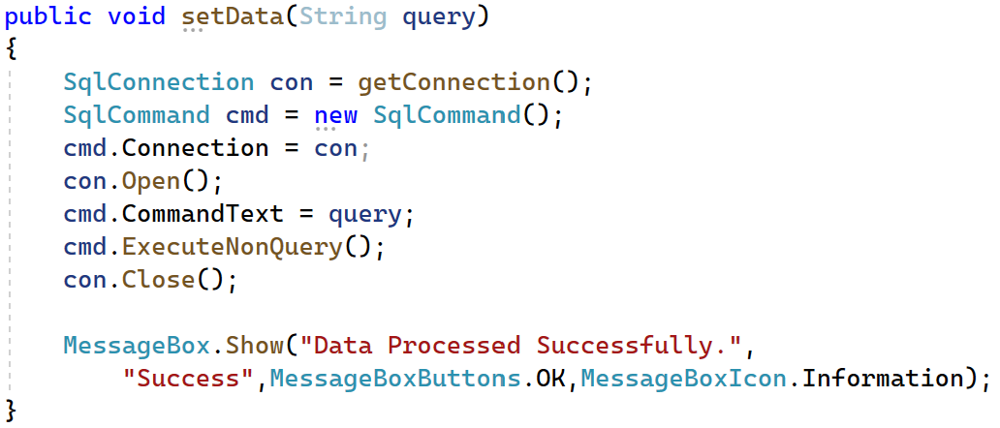 public void setData(String query)
{
    SqlConnection con = getConnection();
    SqlCommand cmd = new SqlCommand();
    cmd.Connection = con;
    con.Open();
    cmd.CommandText = query;
    cmd.ExecuteNonQuery();
    con.Close();

    MessageBox.Show("Data Processed Successfully.",
        "Success",MessageBoxButtons.OK,MessageBoxIcon.Information);
}